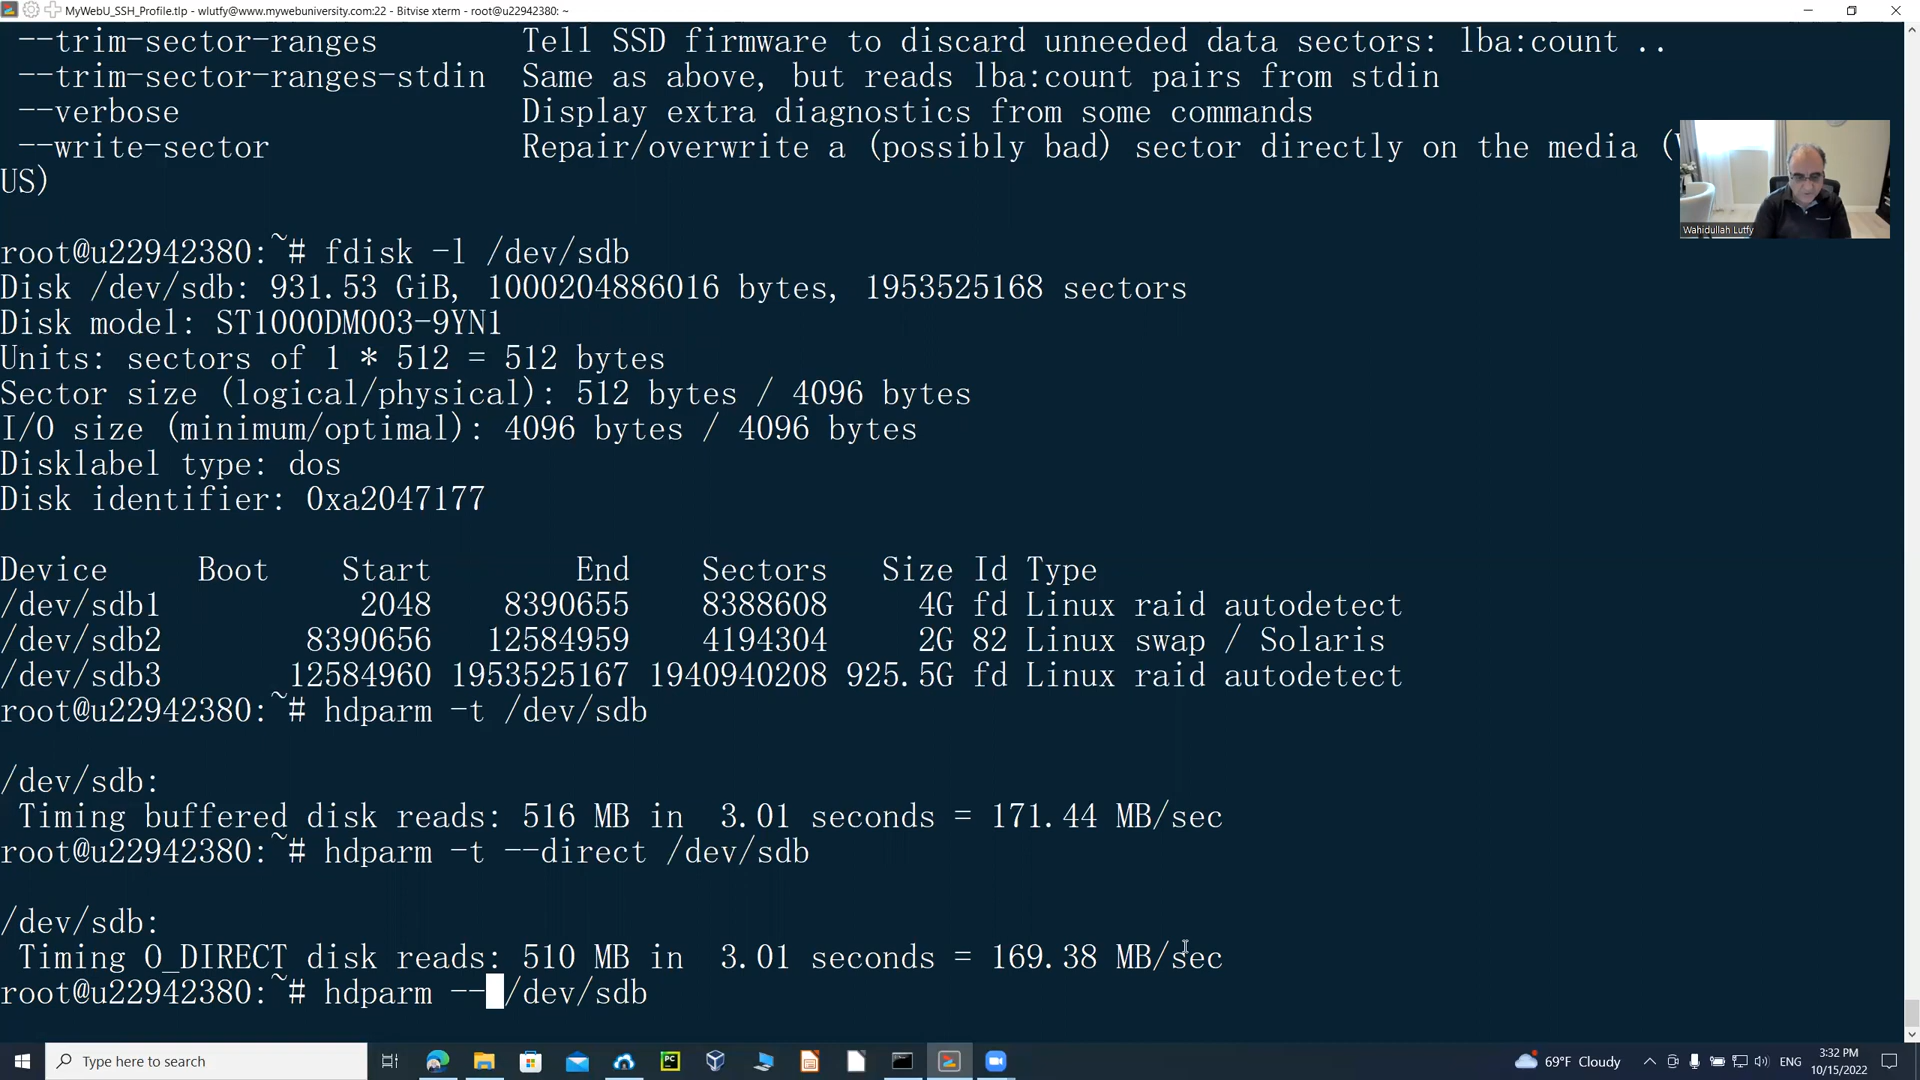 MyWebU_SSH_Profile.tlp - wlutfy@www.mywebuniversity.com:22 - Bitvise xterm - root@u22942380: ~
--trim-sector-ranges Tell SSD firmware to discard unneeded data sectors: lba:count ..
--trim-sector-ranges-stdin Same as above, but reads lba:count pairs from stdin
--verbose Display extra diagnostics from some commands
--write-sector Repair/overwrite a (possibly bad) sector directly on the media (
US)
Wahidullah Lutfy
root@u22942380:~# fdisk -l /dev/sdb
Disk /dev/sdb: 931.53 GiB, 1000204886016 bytes, 1953525168 sectors
Disk model: ST1000DM003-9YN1
Units: sectors of 1 * 512 = 512 bytes
Sector size (logical/physical): 512 bytes / 4096 bytes
I/O size (minimum/optimal): 4096 bytes / 4096 bytes
Disklabel type: dos
Disk identifier: 0xa2047177
Device Boot Start End Sectors Size Id Type
/dev/sdb1 2048 8390655 8388608 4G fd Linux raid autodetect
/dev/sdb2 8390656 12584959 4194304 2G 82 Linux swap / Solaris
/dev/sdb3 12584960 1953525167 1940940208 925.5G fd Linux raid autodetect
root@u22942380:~# hdparm -t /dev/sdb
/dev/sdb:
Timing buffered disk reads: 516 MB in 3.01 seconds = 171.44 MB/sec
root@u22942380:~# hdparm -t --direct /dev/sdb
/dev/sdb:
Timing O_DIRECT disk reads: 510 MB in 3.01 seconds = 169.38 MB/sec
root@u22942380:~# hdparm -- /dev/sdb
Type here to search
PC
69°F Cloudy
ENG
3:32 PM
10/15/2022